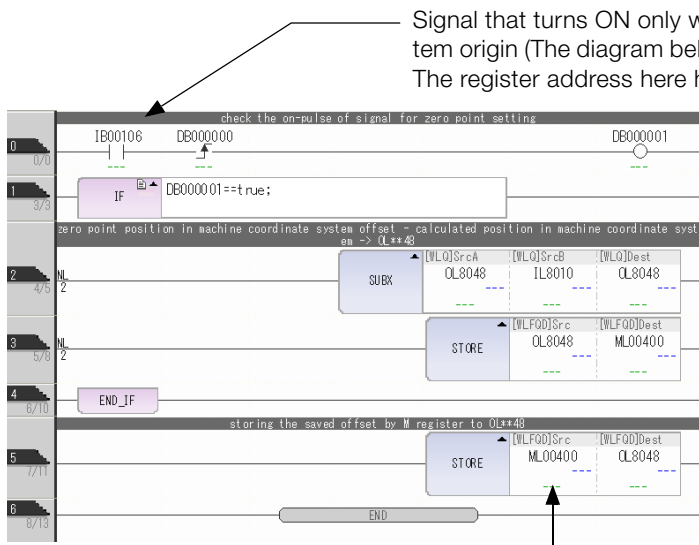 Signal that turns ON only w
tem origin (The diagram bel
The register address here h
check the on-pulse of signal for zero point setting
IB00106 DB000000 DB000001
0
0/0
--- --- ---
1
3/3
IF DB000001==true;
zero point position in machine coordinate system offset - calculated position in machine coordinate syst
em -> OL**48
[WLQ]SrcA [WLQ]SrcB [WLQ]Dest
2
4/5
NL
2
SUBX OL8048 IL8010 OL8048
--- --- ---
--- --- ---
[WLFQD]Src [WLFQD]Dest
3
5/8
NL
2
STORE OL8048 ML00400
--- ---
--- ---
4
6/10
END_IF
storing the saved offset by M register to OL**48
[WLFQD]Src [WLFQD]Dest
5
7/11
STORE ML00400 OL8048
--- ---
--- ---
6
8/13
END